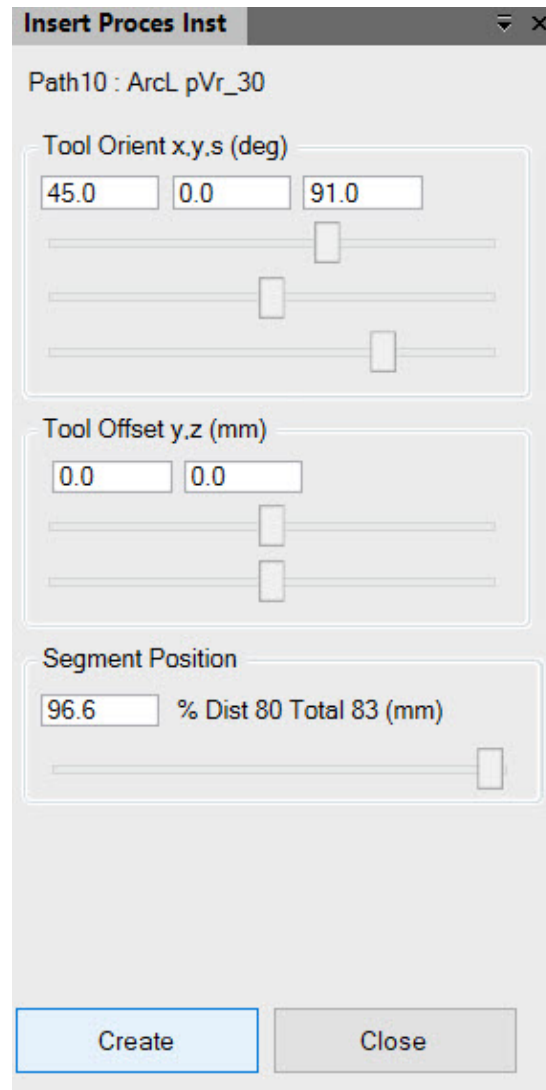 Insert Proces Inst
Path10 : ArcL pVr_30
Tool Orient x,y,s (deg)
45.0 0.0 91.0
Tool Offset y,z (mm)
0.0 0.0
Segment Position
96.6 % Dist 80 Total 83 (mm)
Create Close